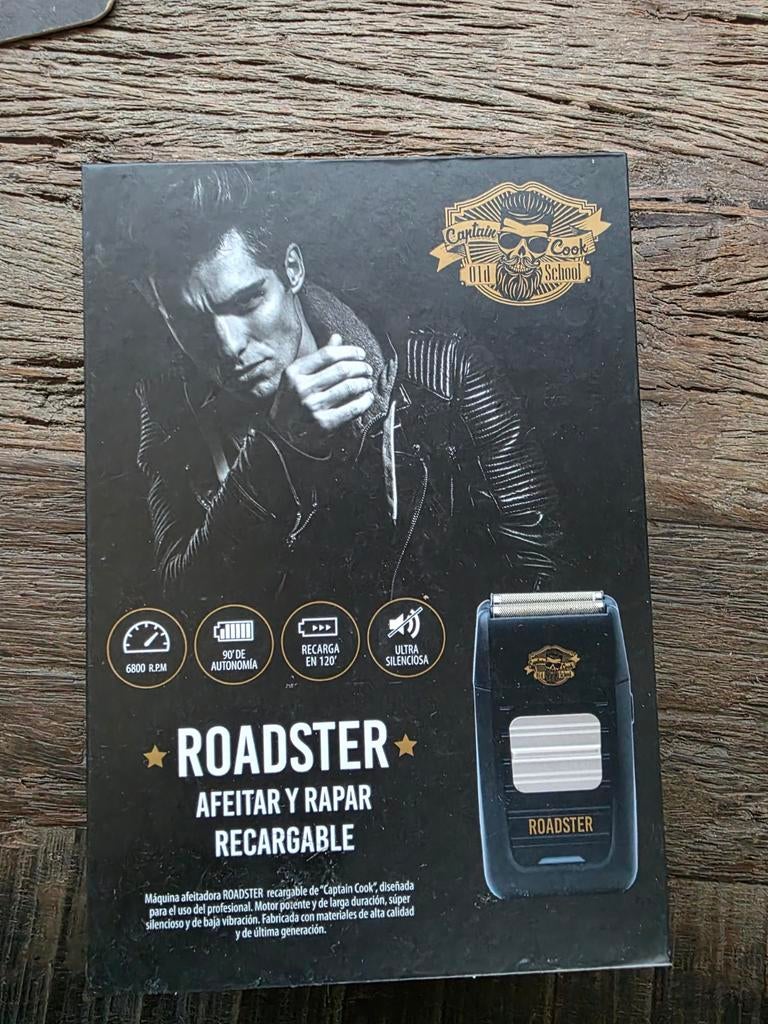 Captain Cook
Old School
6800 R.P.M
90' DE
AUTONOMÍA
RECARGA
EN 120'
ULTRA
SILENCIOSA
ROADSTER
AFEITAR Y RAPAR
RECARGABLE
ROADSTER
Máquina afeitadora ROADSTER recargable de "Captain Cook", diseñada
para el uso del profesional. Motor potente y de larga duración, súper
silencioso y de baja vibración. Fabricada con materiales de alta calidad
y de última generación.